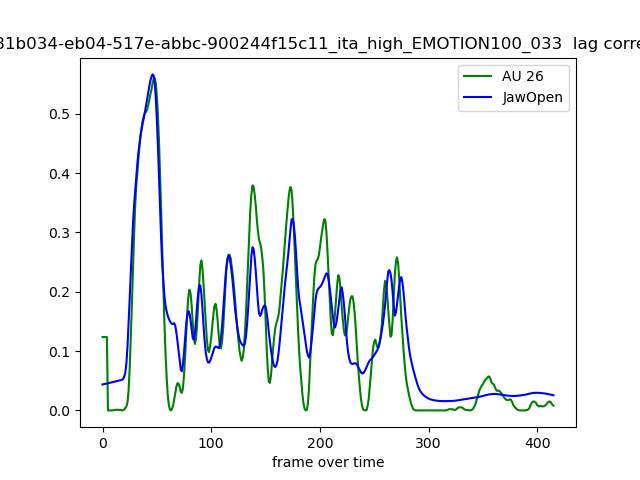 31b034-eb04-517e-abbc-900244f15c11_ita_high_EMOTION100_033 lag corre
AU 26
JawOpen
0.5
0.4
0.3
0.2
0.1
0.0
0 100 200 300 400
frame over time